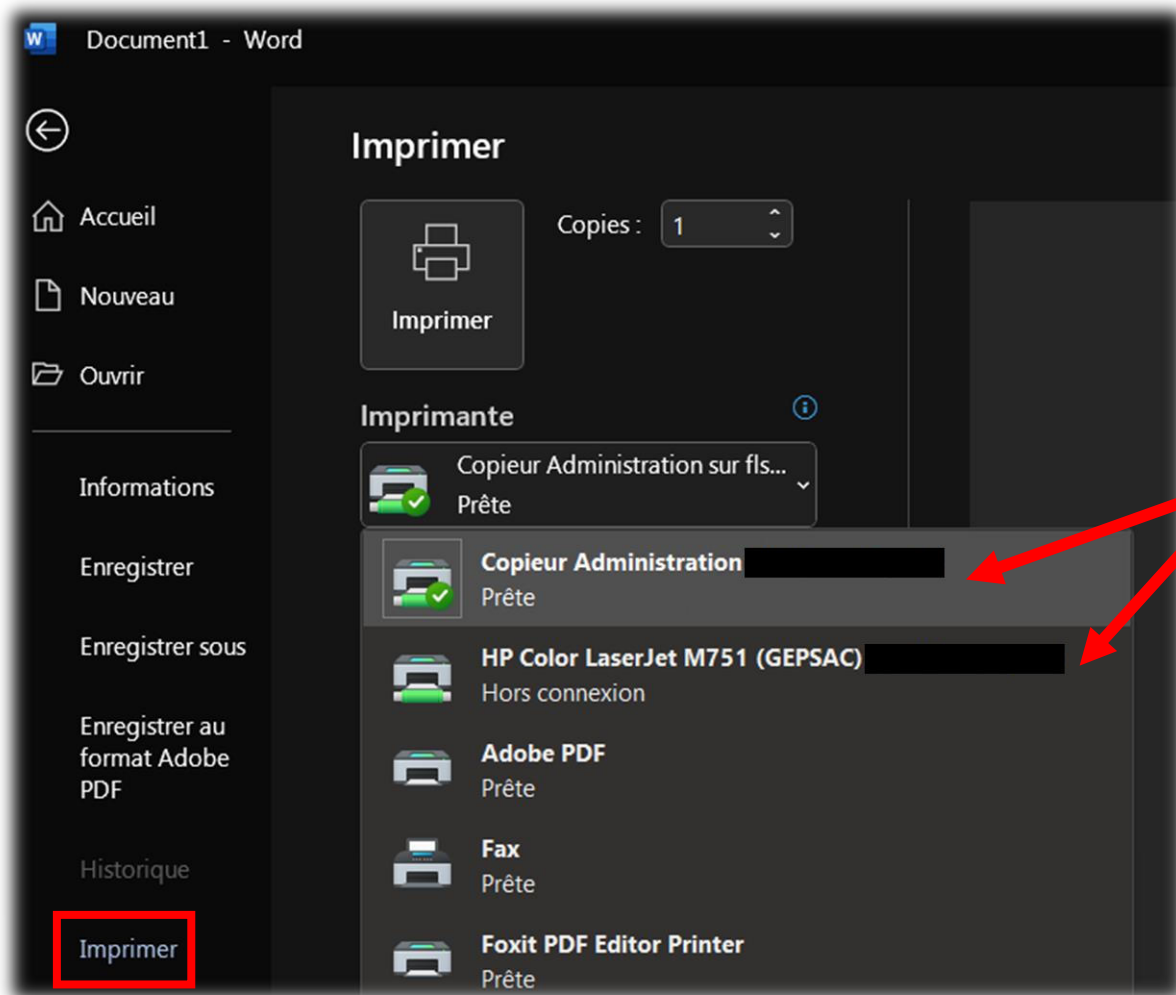 W
Document1 - Word
Imprimer
Accueil
Nouveau
Ouvrir
Informations
Enregistrer
Enregistrer sous
Enregistrer au
format Adobe
PDF
Historique
Imprimer
Copies : 1
Imprimer
Imprimante
Copieur Administration sur fls...
Prête
Copieur Administration
Prête
HP Color LaserJet M751 (GEPSAC)
Hors connexion
Adobe PDF
Prête
Fax
Prête
Foxit PDF Editor Printer
Prête